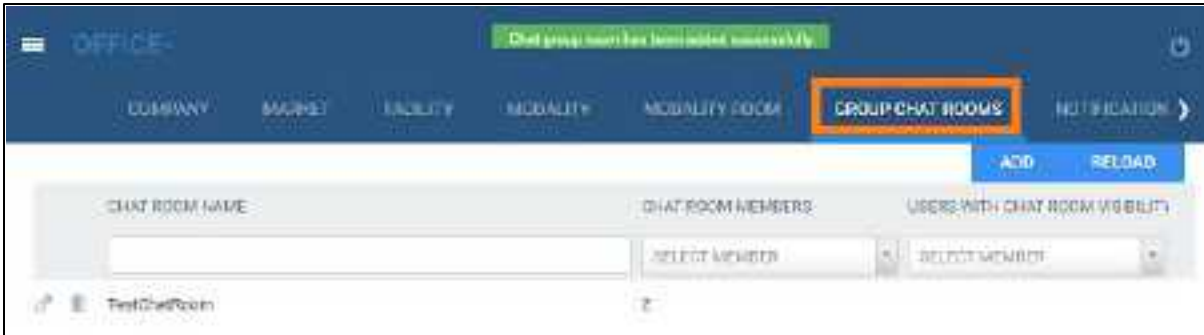 OFFICE-
Chat group room has been added successfully
COMPANY MARKET FACILITY MODALITY MODALITY ROOM GROUP CHAT ROOMS NOTIFICATION
ADD RELOAD
CHAT ROOM NAME CHAT ROOM MEMBERS USERS WITH CHAT ROOM VISIBILITY
SELECT MEMBER SELECT MEMBER
TestChatRoom 2